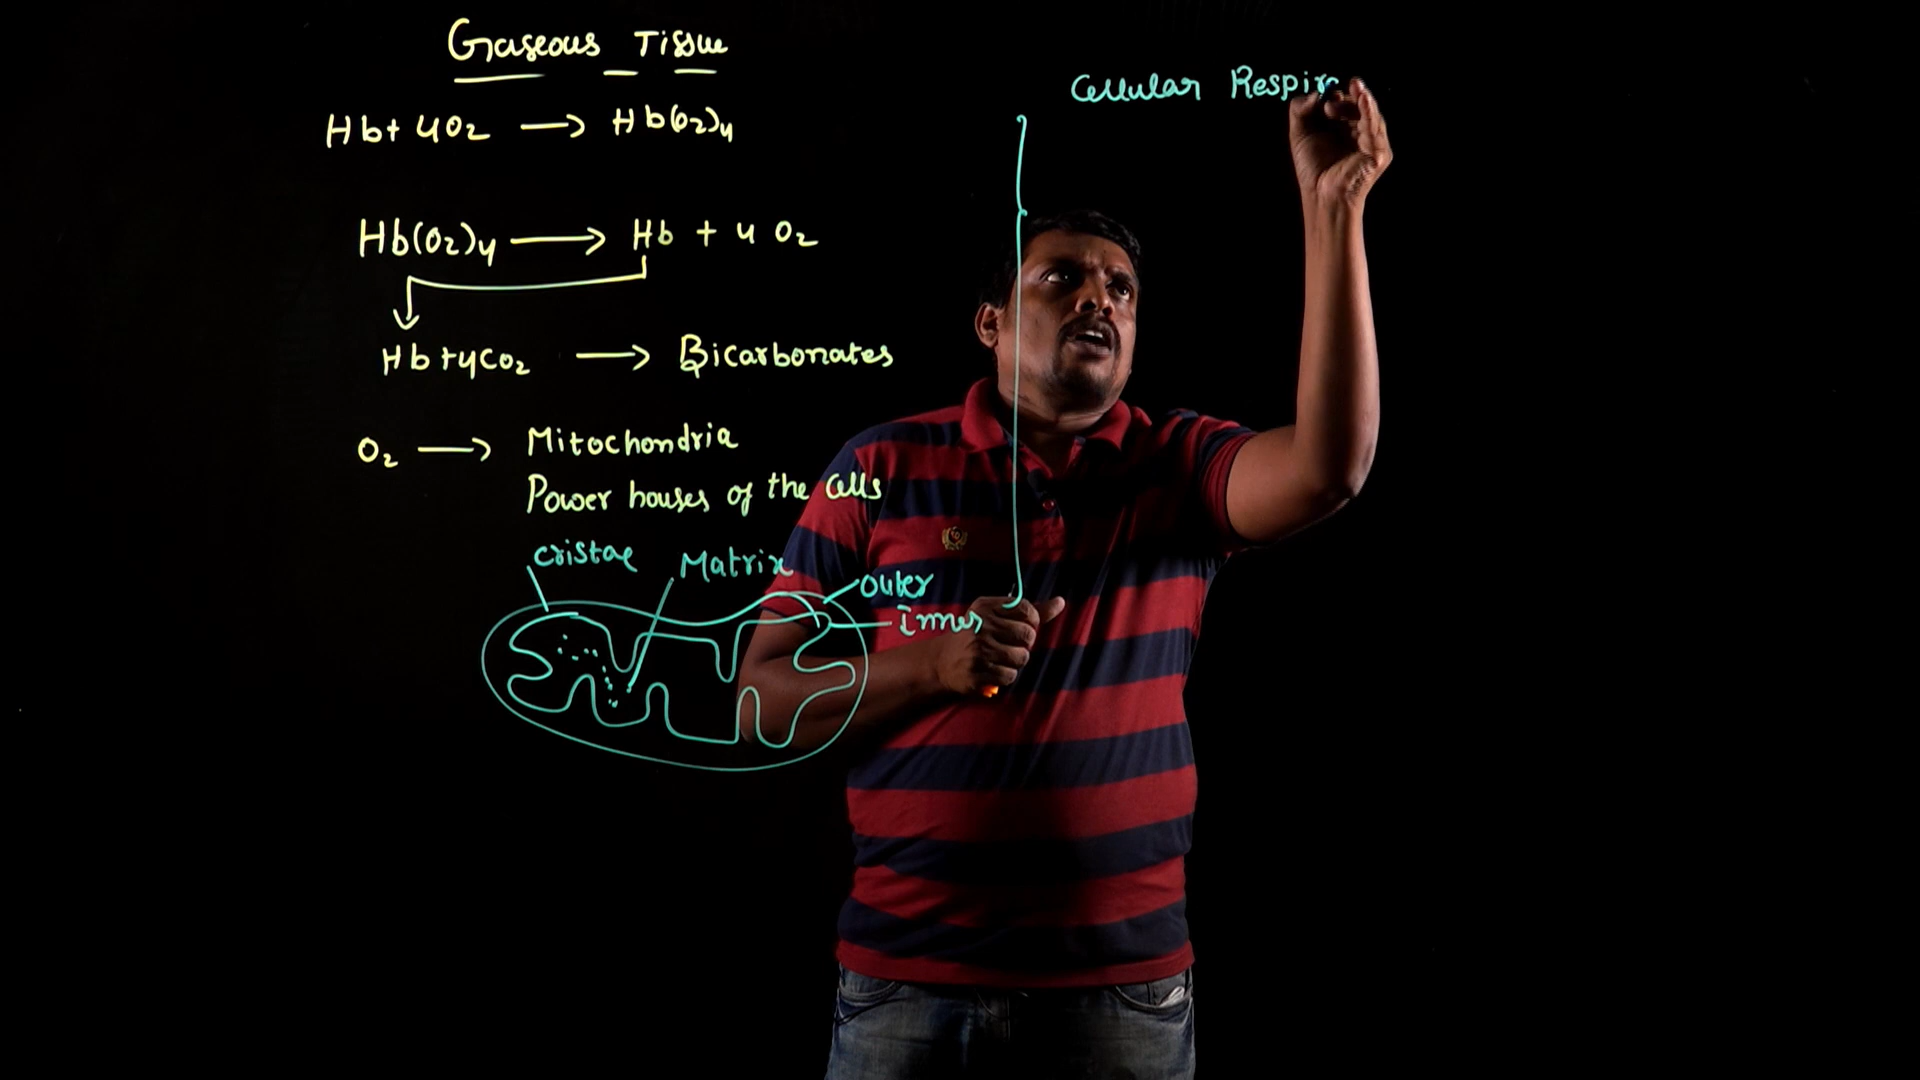 Gaseous Tissue
Hb+ 4O2 → Hb(O2)4
Hb(O2)4 → Hb + 4 O2
Hb+4CO2 → Bicarbonates
O2 → Mitochondria
Power houses of the cells
Cristae
Matrix
Outer
Inner
Cellular Respira